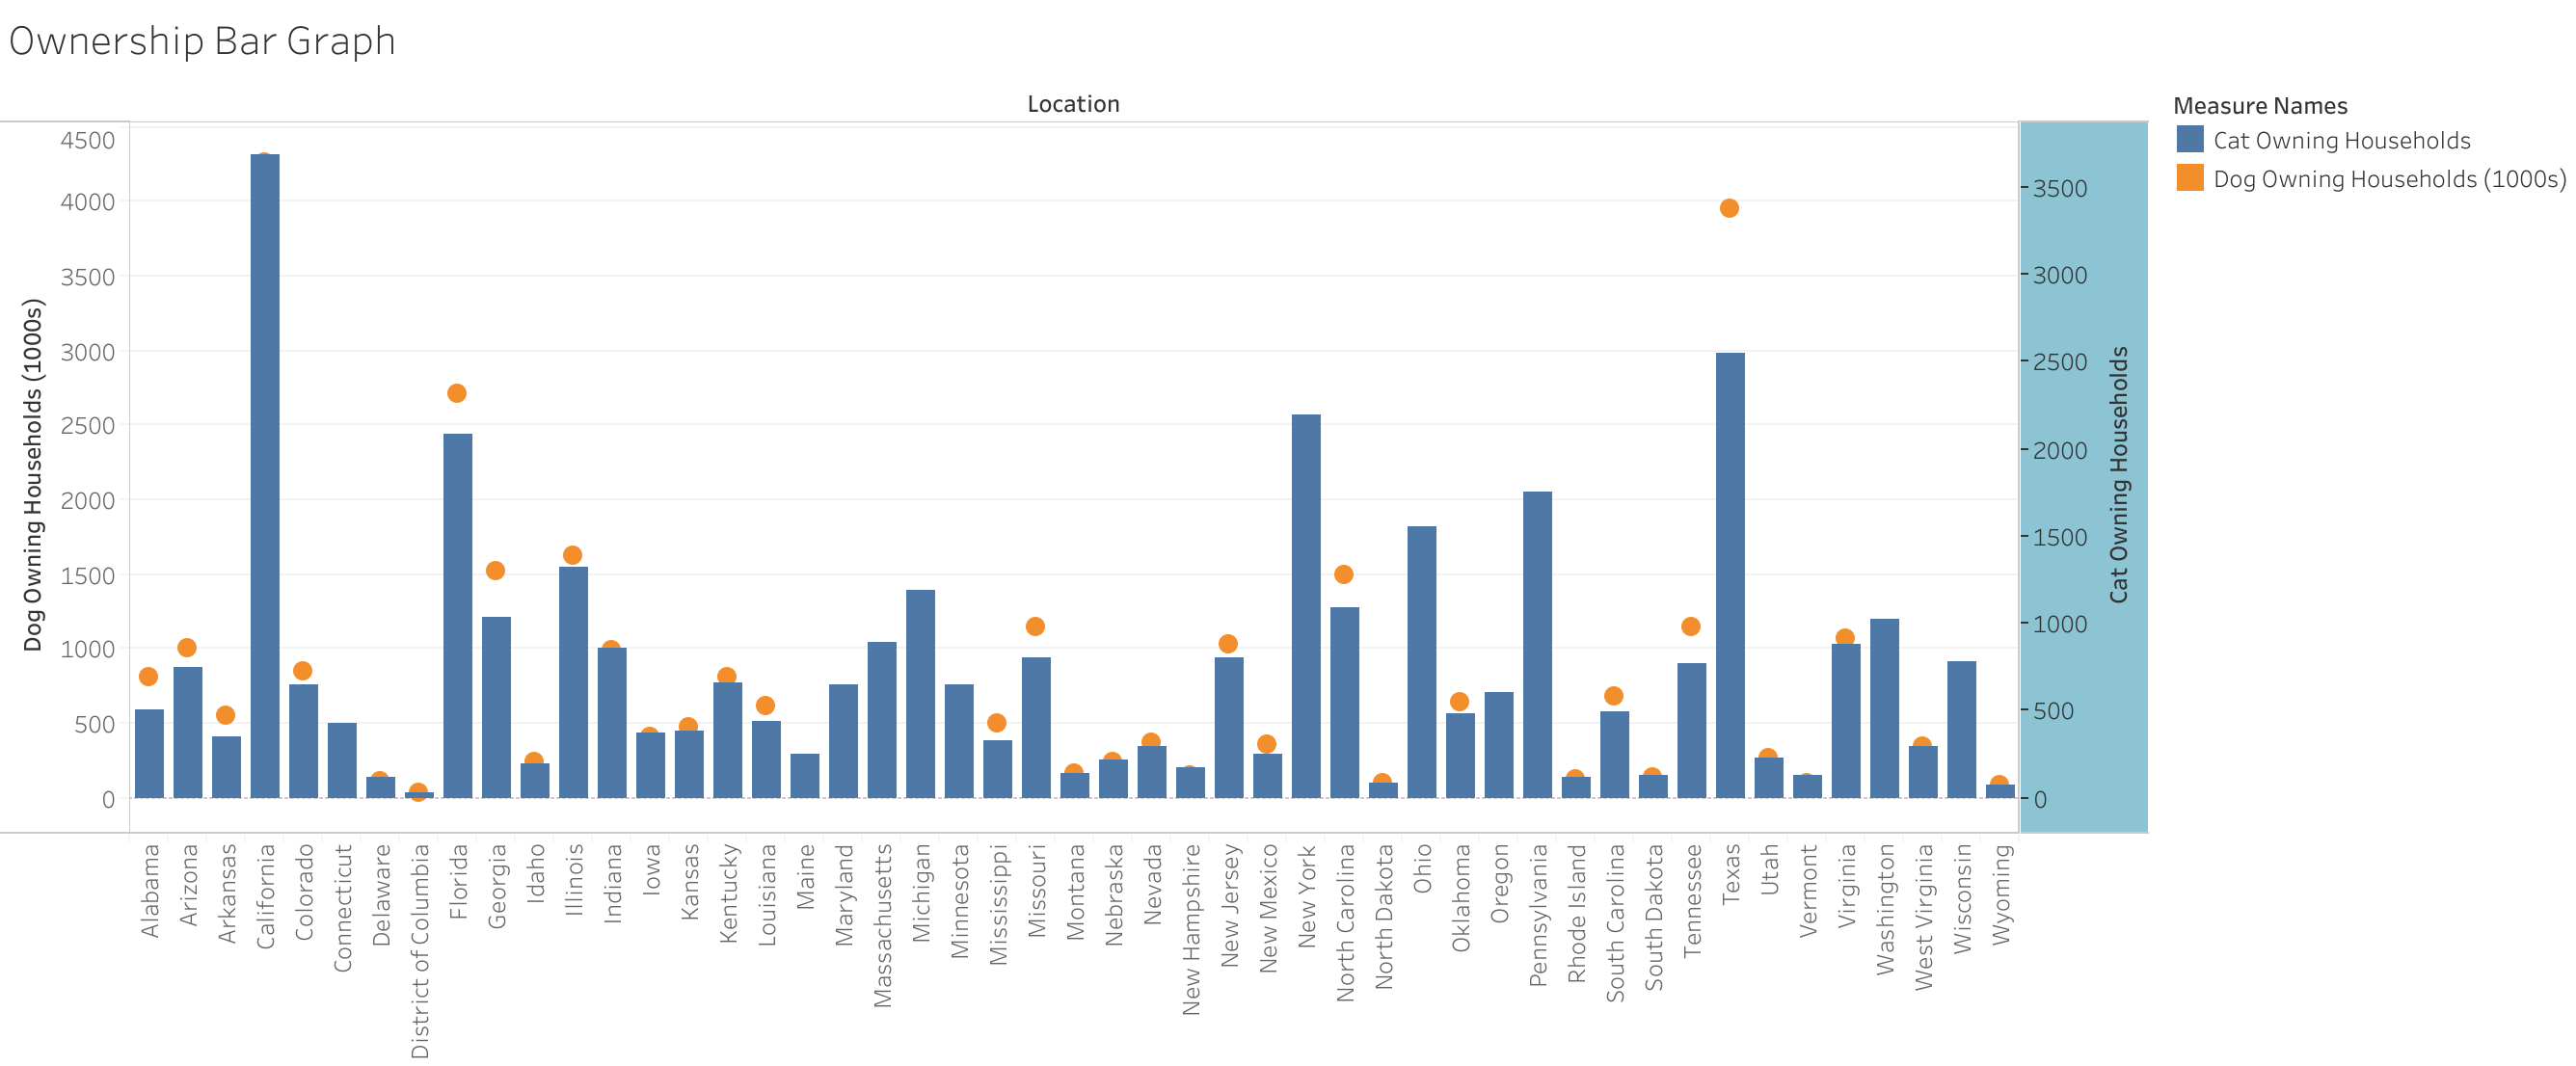 Ownership Bar Graph
Location
Measure Names
Cat Owning Households
Dog Owning Households (1000s)
Dog Owning Households (1000s)
4500
4000
3500
3000
2500
2000
1500
1000
500
0
3500
3000
2500
2000
1500
1000
500
0
Cat Owning Households
Alabama
Arizona
Arkansas
California
Colorado
Connecticut
Delaware
District of Columbia
Florida
Georgia
Idaho
Illinois
Indiana
Iowa
Kansas
Kentucky
Louisiana
Maine
Maryland
Massachusetts
Michigan
Minnesota
Mississippi
Missouri
Montana
Nebraska
Nevada
New Hampshire
New Jersey
New Mexico
New York
North Carolina
North Dakota
Ohio
Oklahoma
Oregon
Pennsylvania
Rhode Island
South Carolina
South Dakota
Tennessee
Texas
Utah
Vermont
Virginia
Washington
West Virginia
Wisconsin
Wyoming